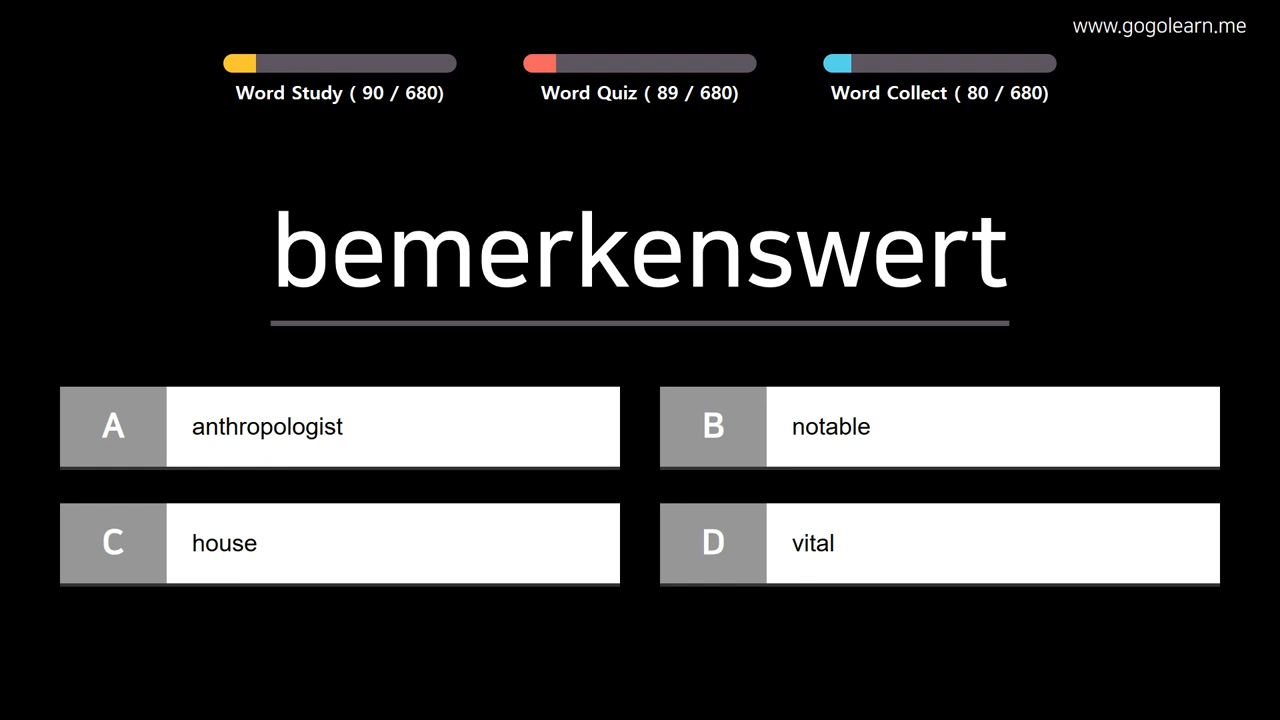 www.gogolearn.me
Word Study ( 90 / 680)
Word Quiz ( 89 / 680)
Word Collect ( 80 / 680)
bemerkenswert
A anthropologist
B notable
C house
D vital